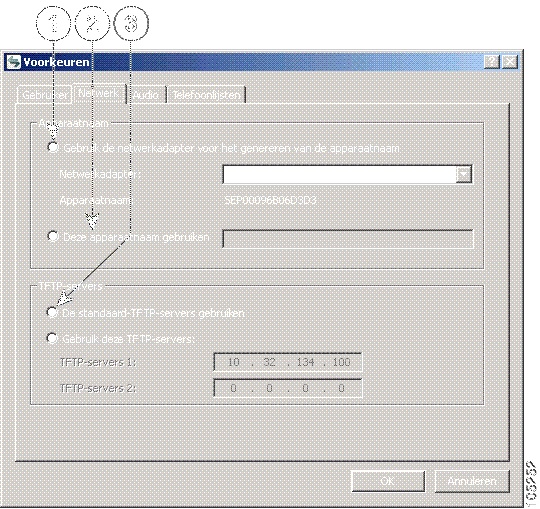 1 2 3
Voorkeuren
Gebruiker Netwerk Audio Telefoonlijsten
Apparaatnaam
Gebruik de netwerkadapter voor het genereren van de apparaatnaam
Netwerkadapter:
Apparaatnaam: SEP00096B06D3D3
Deze apparaatnaam gebruiken
TFTP-servers
De standaard-TFTP-servers gebruiken
Gebruik deze TFTP-servers:
TFTP-servers 1: 10 . 32 . 134 . 100
TFTP-servers 2: 0 . 0 . 0 . 0
OK Annuleren